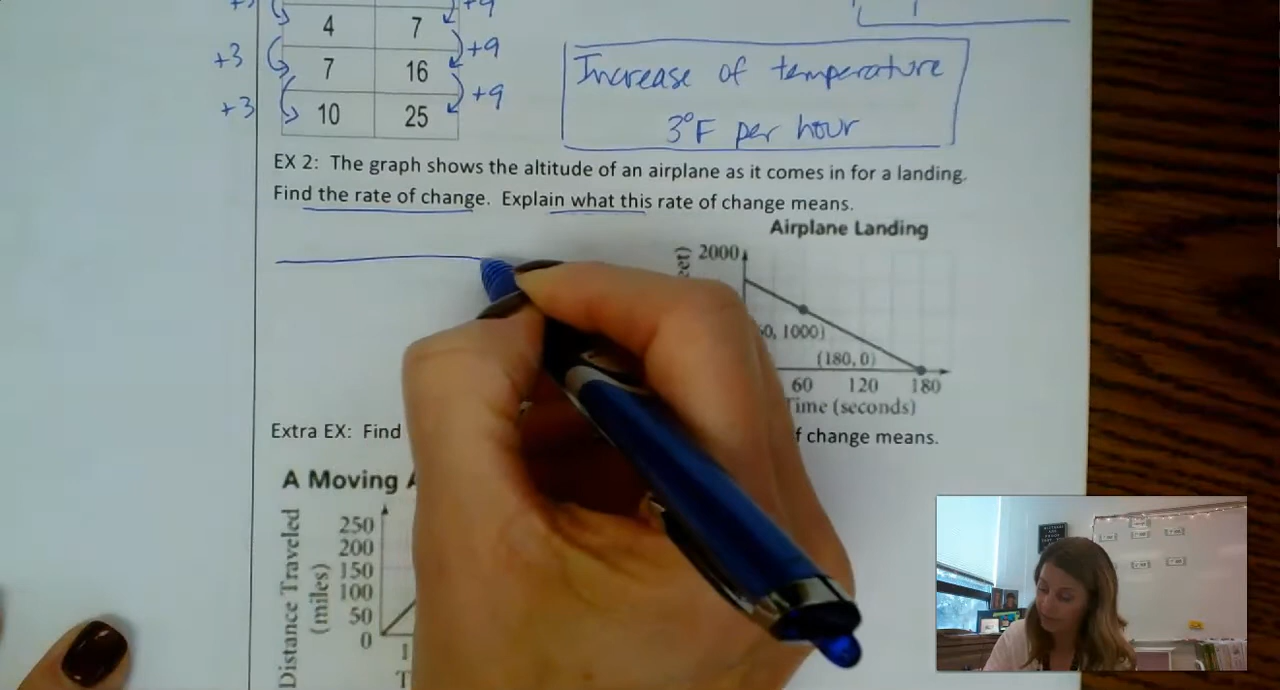 +9
4 7
+3 +9
7 16
+3 +9
10 25
Increase of temperature
3°F per hour
EX 2: The graph shows the altitude of an airplane as it comes in for a landing.
Find the rate of change. Explain what this rate of change means.
Airplane Landing
2000
0, 1000)
(180, 0)
60 120 180
Time (seconds)
Extra EX: Find
f change means.
A Moving
Distance Traveled
(miles)
250
200
150
100
50
0
1
T